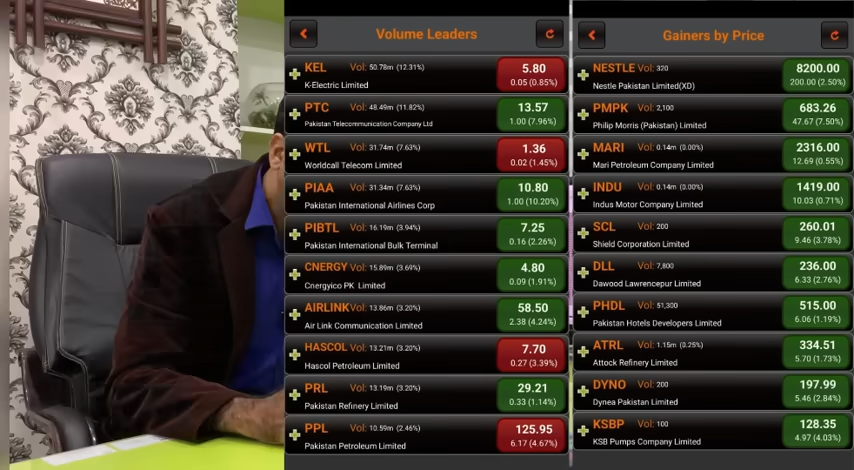 Volume Leaders
KEL Vol: 50.78m (12.31%)
K-Electric Limited
5.80
0.05 (0.85%)
PTC Vol: 48.49m (11.82%)
Pakistan Telecommunication Company Ltd
13.57
1.00 (7.96%)
WTL Vol: 31.74m (7.63%)
Worldcall Telecom Limited
1.36
0.02 (1.45%)
PIAA Vol: 31.34m (7.63%)
Pakistan International Airlines Corp
10.80
1.00 (10.20%)
PIBTL Vol: 16.19m (3.94%)
Pakistan International Bulk Terminal
7.25
0.16 (2.26%)
CNERGY Vol: 15.89m (3.69%)
Cnergyico PK Limited
4.80
0.09 (1.91%)
AIRLINK Vol: 13.86m (3.20%)
Air Link Communication Limited
58.50
2.38 (4.24%)
HASCOL Vol: 13.21m (3.20%)
Hascol Petroleum Limited
7.70
0.27 (3.39%)
PRL Vol: 13.19m (3.20%)
Pakistan Refinery Limited
29.21
0.33 (1.14%)
PPL Vol: 10.59m (2.46%)
Pakistan Petroleum Limited
125.95
6.17 (4.67%)
Gainers by Price
NESTLE Vol: 320
Nestle Pakistan Limited(XD)
8200.00
200.00 (2.50%)
PMPK Vol: 2,100
Philip Morris (Pakistan) Limited
683.26
47.67 (7.50%)
MARI Vol: 0.14m (0.00%)
Mari Petroleum Company Limited
2316.00
12.69 (0.55%)
INDU Vol: 0.14m (0.00%)
Indus Motor Company Limited
1419.00
10.03 (0.71%)
SCL Vol: 200
Shield Corporation Limited
260.01
9.46 (3.78%)
DLL Vol: 7,800
Dawood Lawrencepur Limited
236.00
6.33 (2.76%)
PHDL Vol: 51,300
Pakistan Hotels Developers Limited
515.00
6.06 (1.19%)
ATRL Vol: 1.15m (0.25%)
Attock Refinery Limited
334.51
5.70 (1.73%)
DYNO Vol: 200
Dynea Pakistan Limited
197.99
5.46 (2.84%)
KSBP Vol: 100
KSB Pumps Company Limited
128.35
4.97 (4.03%)